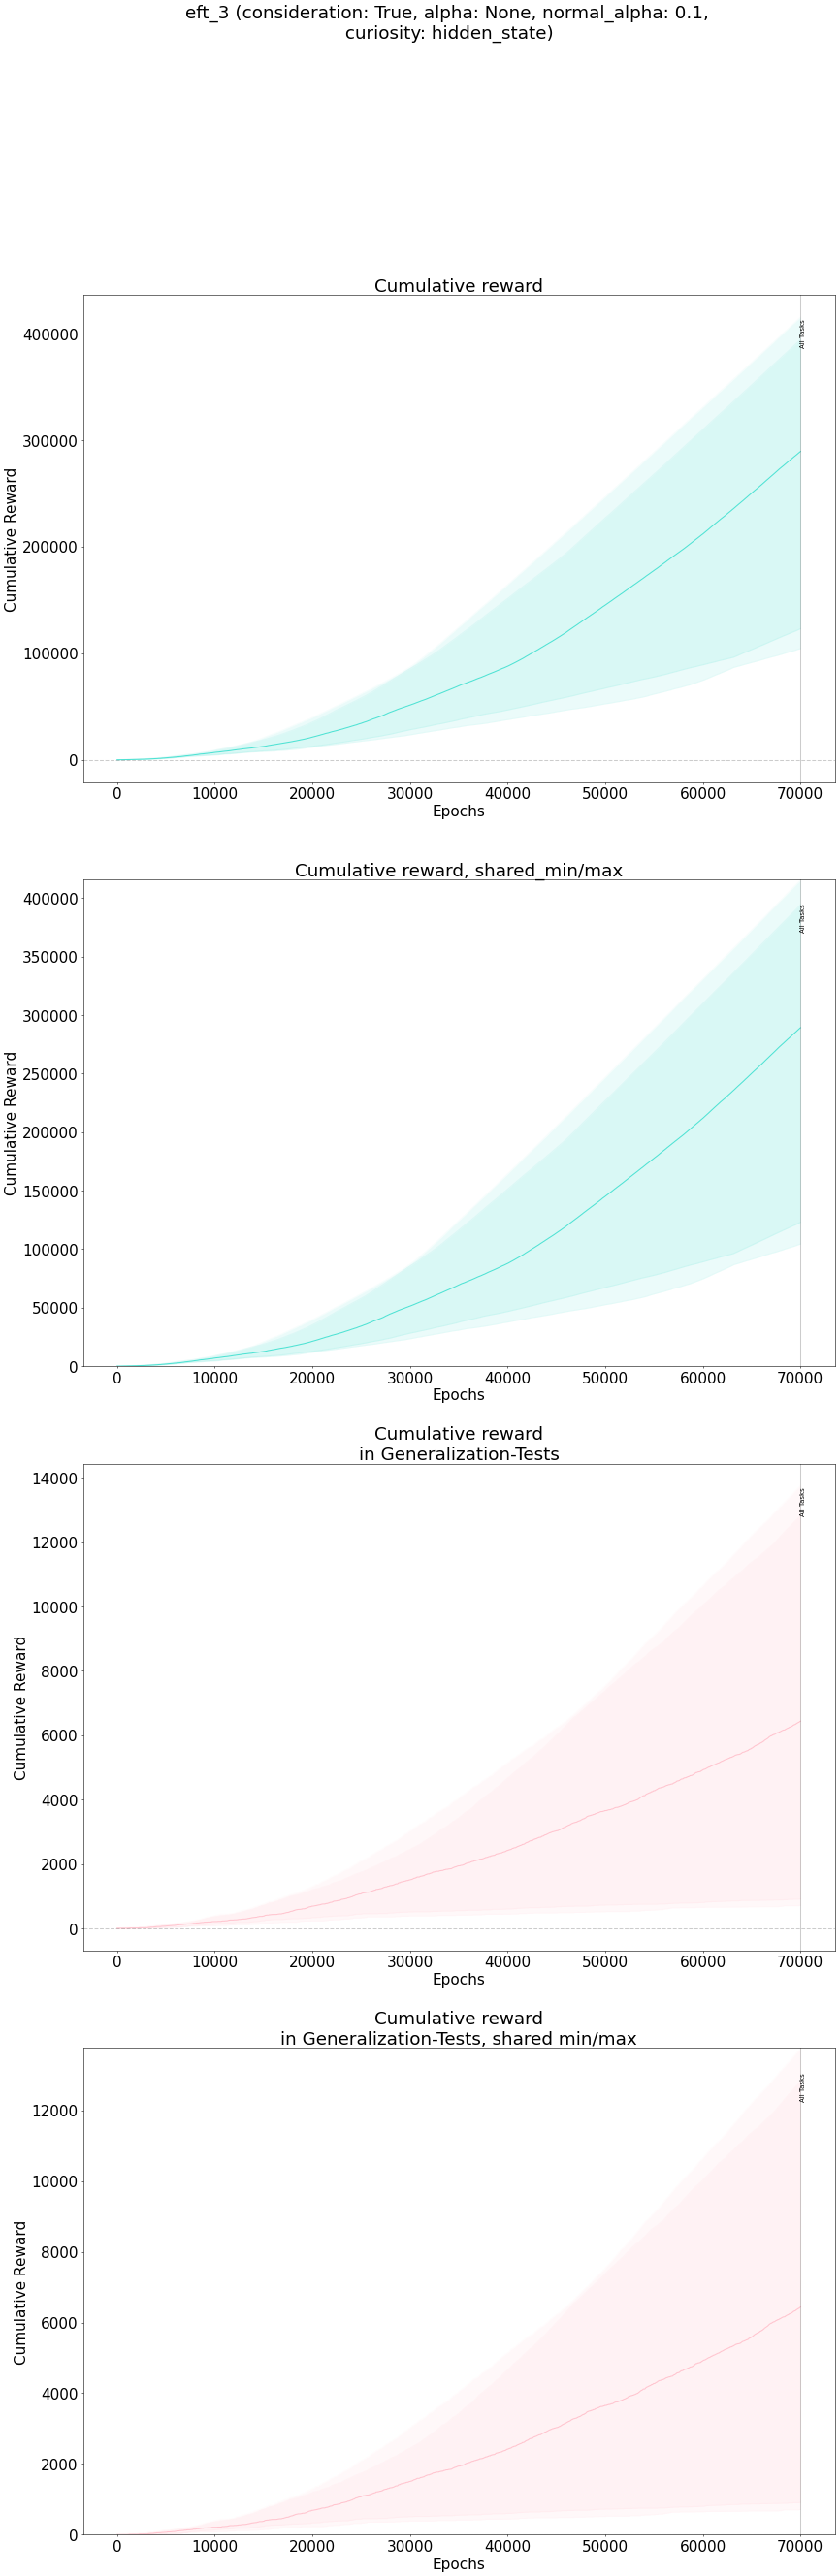 eft_3 (consideration: True, alpha: None, normal_alpha: 0.1,
curiosity: hidden_state)
Cumulative reward
400000
300000
200000
100000
0
Cumulative Reward
All Tasks
0 10000 20000 30000 40000 50000 60000 70000
Epochs
Cumulative reward, shared_min/max
400000
350000
300000
250000
200000
150000
100000
50000
0
Cumulative Reward
All Tasks
0 10000 20000 30000 40000 50000 60000 70000
Epochs
Cumulative reward
in Generalization-Tests
14000
12000
10000
8000
6000
4000
2000
0
Cumulative Reward
All Tasks
0 10000 20000 30000 40000 50000 60000 70000
Epochs
Cumulative reward
in Generalization-Tests, shared min/max
12000
10000
8000
6000
4000
2000
0
Cumulative Reward
All Tasks
0 10000 20000 30000 40000 50000 60000 70000
Epochs